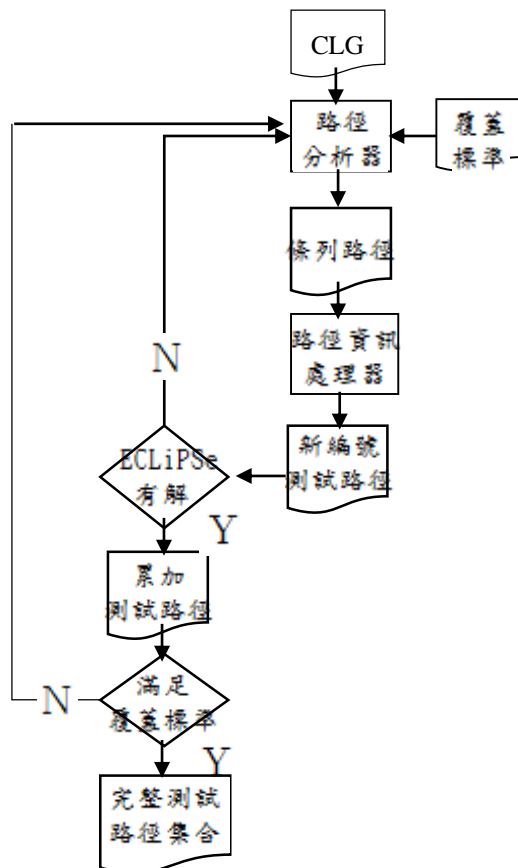 CLG
路徑
分析器
覆蓋
標準
條列路徑
路徑資訊
處理器
新編號
測試路徑
ECLiPSe
有解
N
Y
累加
測試路徑
滿足
覆蓋標準
N
Y
完整測試
路徑集合